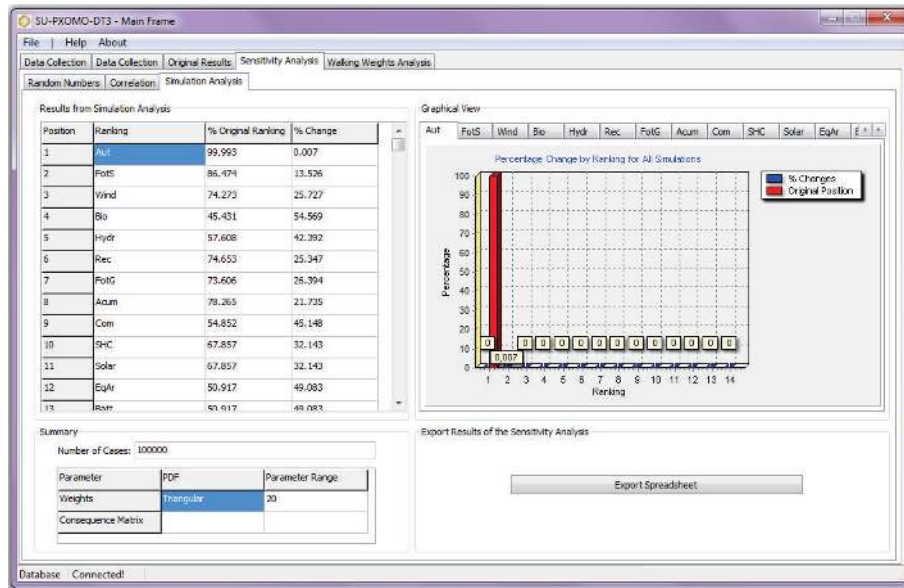 SU-PXOMO-DT3 - Main Frame
File | Help About
Data Collection Data Collection Original Results Sensitivity Analysis Walking Weights Analysis
Random Numbers Correlation Simulation Analysis
Results from Simulation Analysis
Position Ranking % Original Ranking % Change
1 Aut 99.993 0.007
2 FotS 86.474 13.526
3 Wind 74.273 25.727
4 Bio 45.431 54.569
5 Hydr 57.608 42.392
6 Rec 74.653 25.347
7 FotG 73.606 26.394
8 Acum 78.265 21.735
9 Com 54.852 45.148
10 SHC 67.857 32.143
11 Solar 67.857 32.143
12 EqAr 50.917 49.083
13 Batt 50.917 49.083
Graphical View
Aut FotS Wind Bio Hydr Rec FotG Acum Com SHC Solar EqAr
Percentage Change by Ranking for All Simulations
% Changes
Original Position
Percentage
100
90
80
70
60
50
40
30
20
10
0
0 0 0 0 0 0 0 0 0 0 0 0 0
0,007
1 2 3 4 5 6 7 8 9 10 11 12 13 14
Ranking
Summary
Number of Cases: 100000
Parameter PDF Parameter Range
Weights Triangular 20
Consequence Matrix
Export Results of the Sensitivity Analysis
Export Spreadsheet
Database Connected!